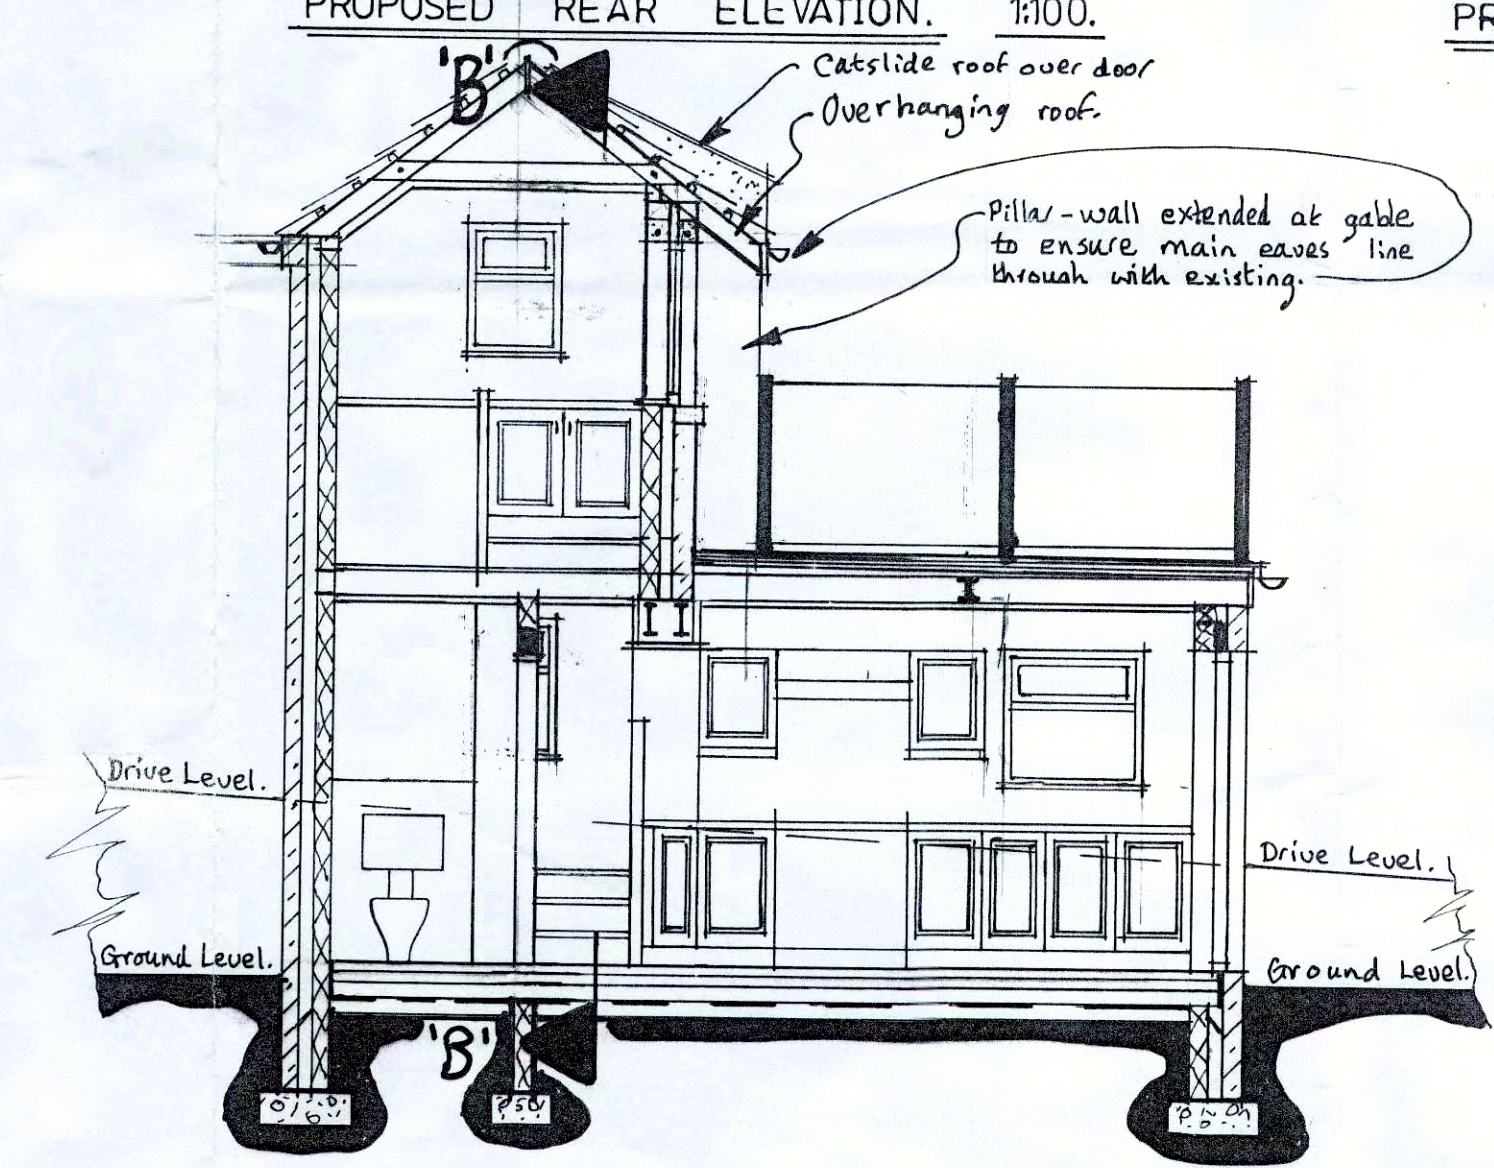 PROPOSED REAR ELEVATION. 1:100.
PR
'B'
Catslide roof over door
Overhanging roof.
Pillar-wall extended at gable
to ensure main eaves line
through with existing.
Drive Level.
Drive Level.
Ground Level.
Ground Level.
'B'